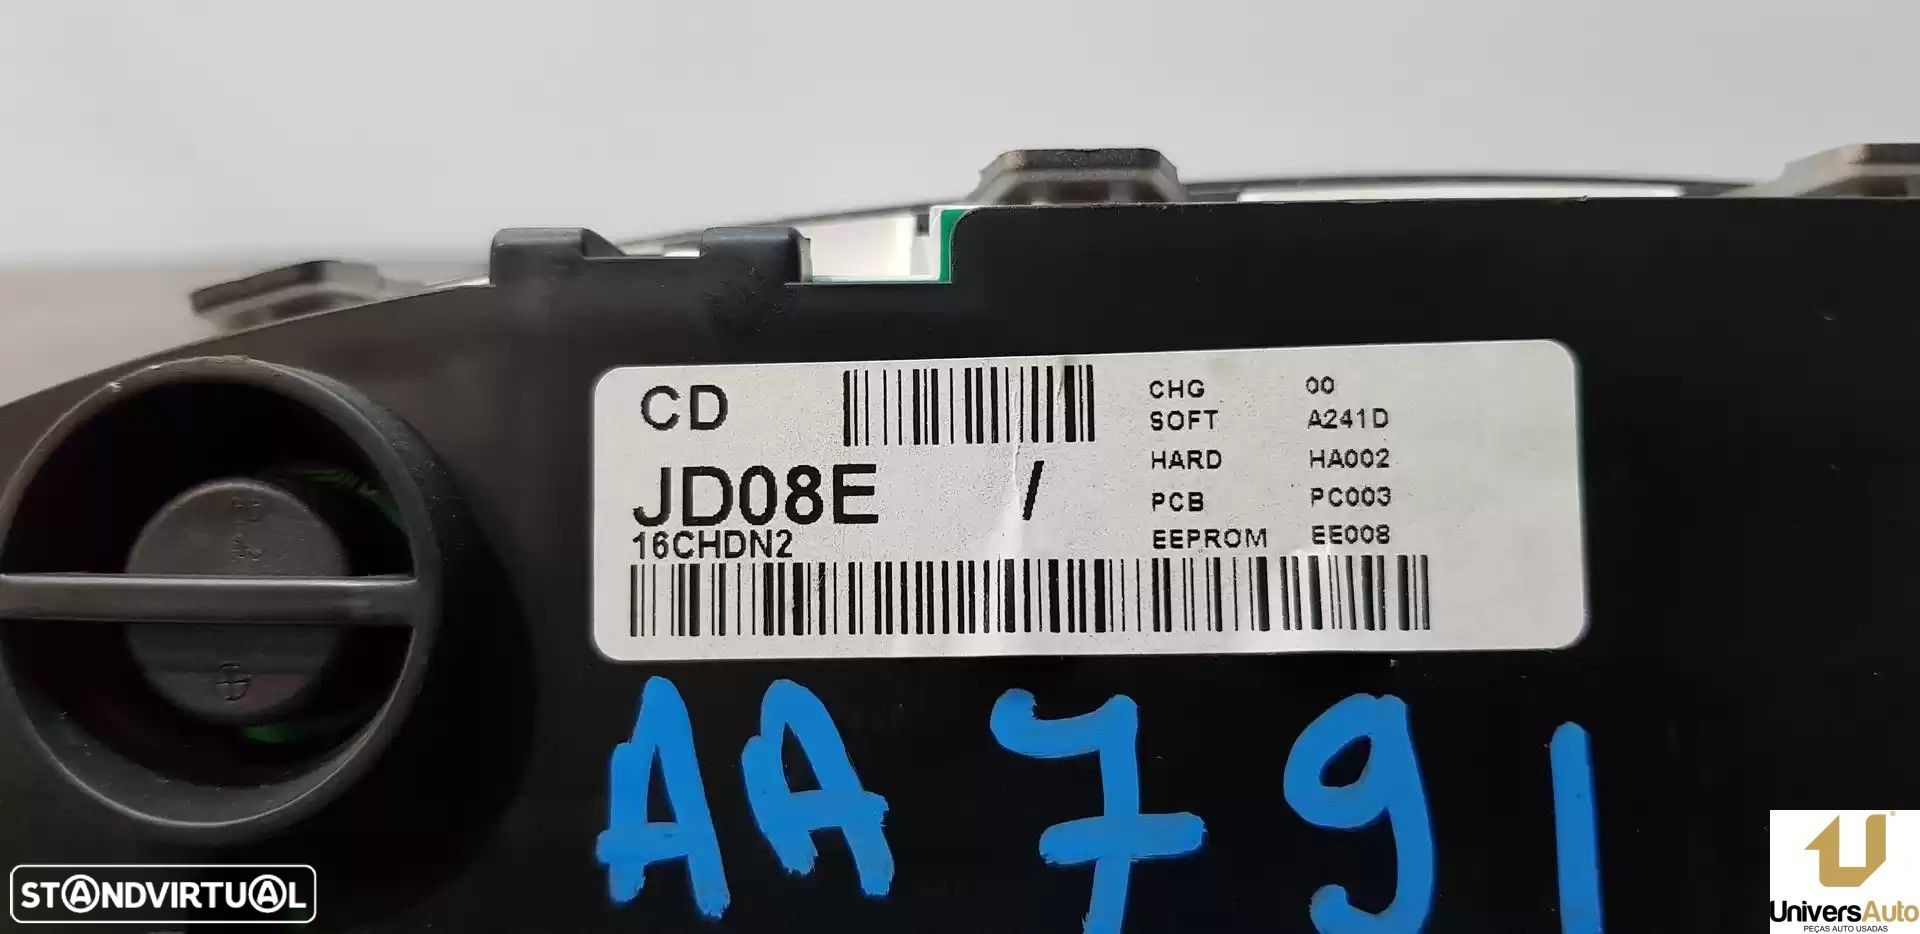 CD
CHG 00
SOFT A241D
JD08E /
HARD HA002
PCB PC003
16CHDN2
EEPROM EE008
AA 791
STANDVIRTUAL
UniversAuto
PEÇAS AUTO USADAS